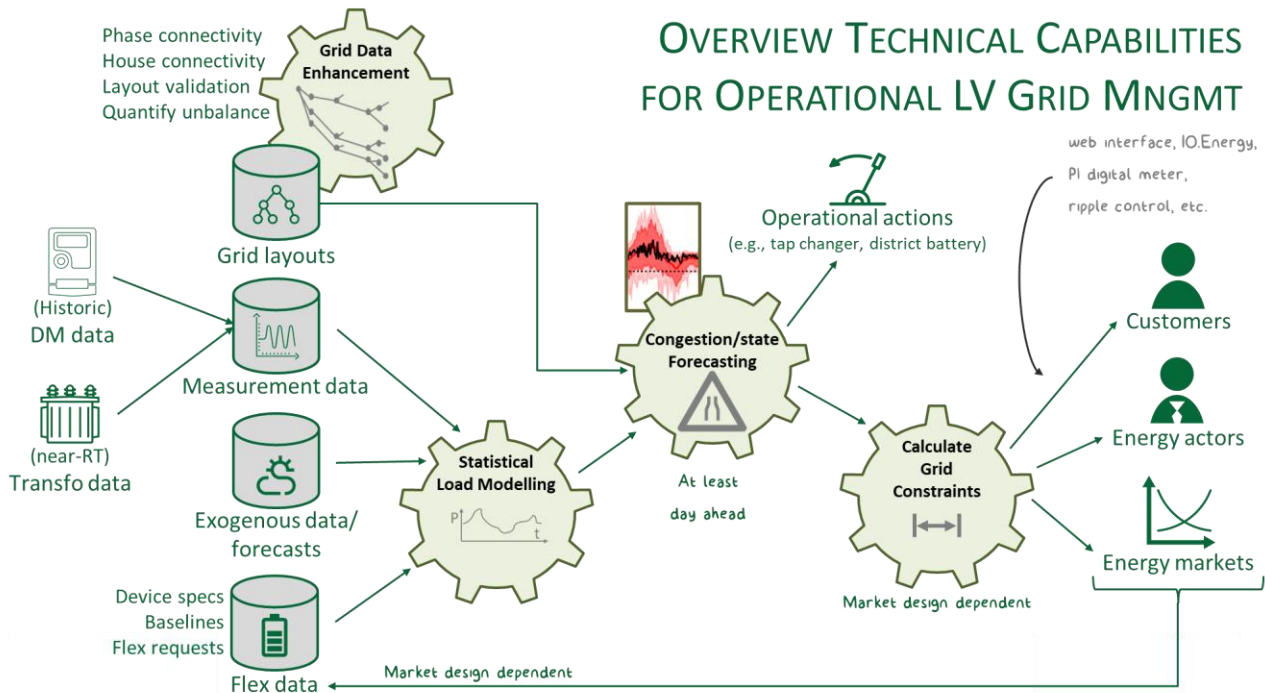 OVERVIEW TECHNICAL CAPABILITIES
FOR OPERATIONAL LV GRID MNGMT
Phase connectivity
House connectivity
Layout validation
Quantify unbalance
Grid Data
Enhancement
Grid layouts
(Historic)
DM data
Measurement data
(near-RT)
Transfo data
Exogenous data/
forecasts
Device specs
Baselines
Flex requests
Flex data
Statistical
Load Modelling
P
t
Congestion/state
Forecasting
At least
day ahead
Operational actions
(e.g., tap changer, district battery)
web interface, IO.Energy,
P1 digital meter,
ripple control, etc.
Calculate
Grid
Constraints
Market design dependent
Customers
Energy actors
Energy markets
Market design dependent